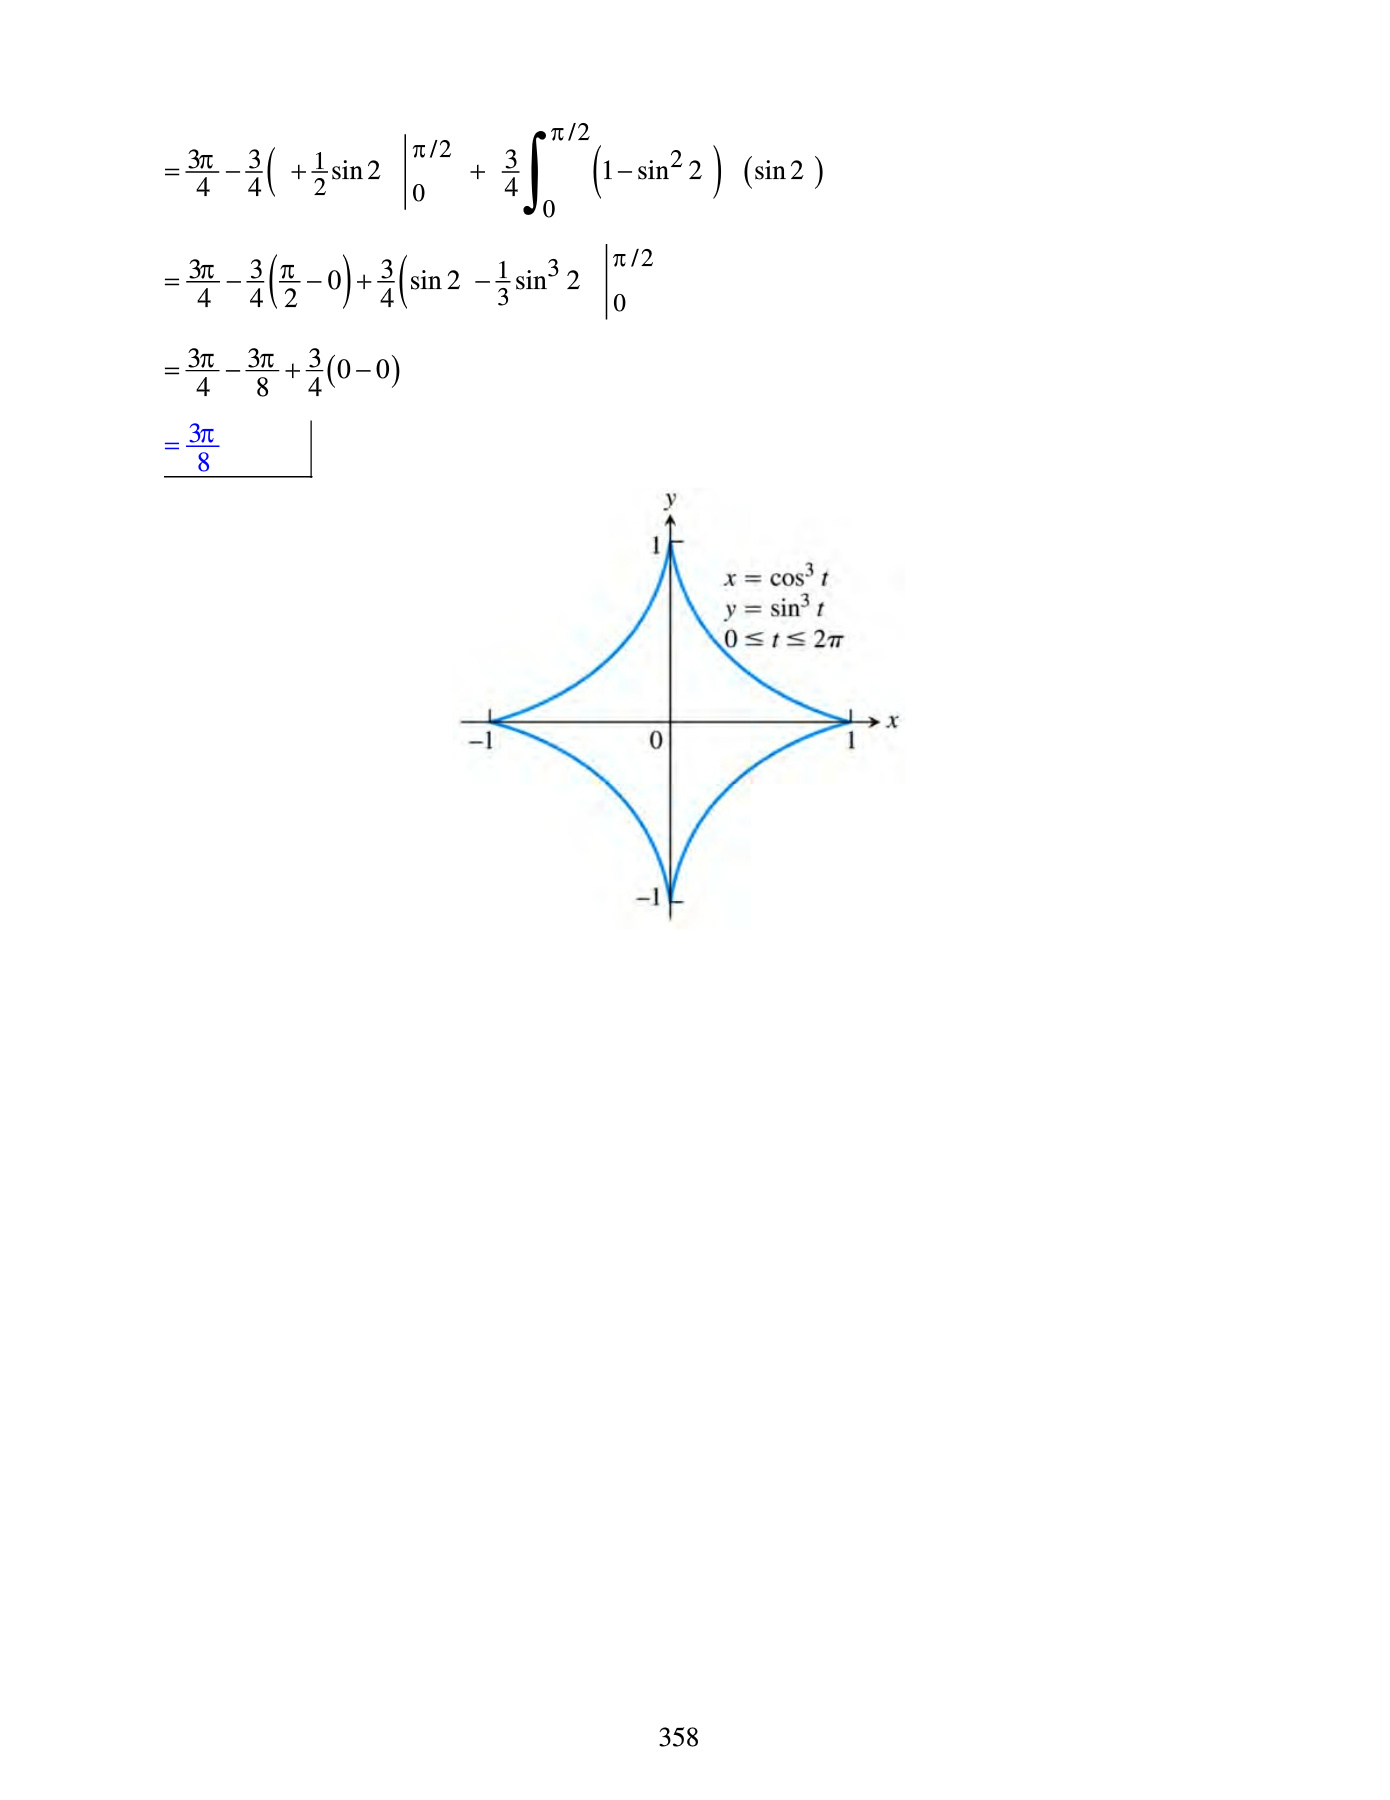 = 3π/4 − 3/4( + 1/2 sin 2 |₀^π/2 + 3/4 ∫₀^π/2 (1 − sin² 2 ) (sin 2 )
= 3π/4 − 3/4(π/2 − 0) + 3/4(sin 2 − 1/3 sin³ 2 |₀^π/2
= 3π/4 − 3π/8 + 3/4(0 − 0)
= 3π/8
y
1
x = cos³ t
y = sin³ t
0 ≤ t ≤ 2π
x
−1
0
1
−1
358